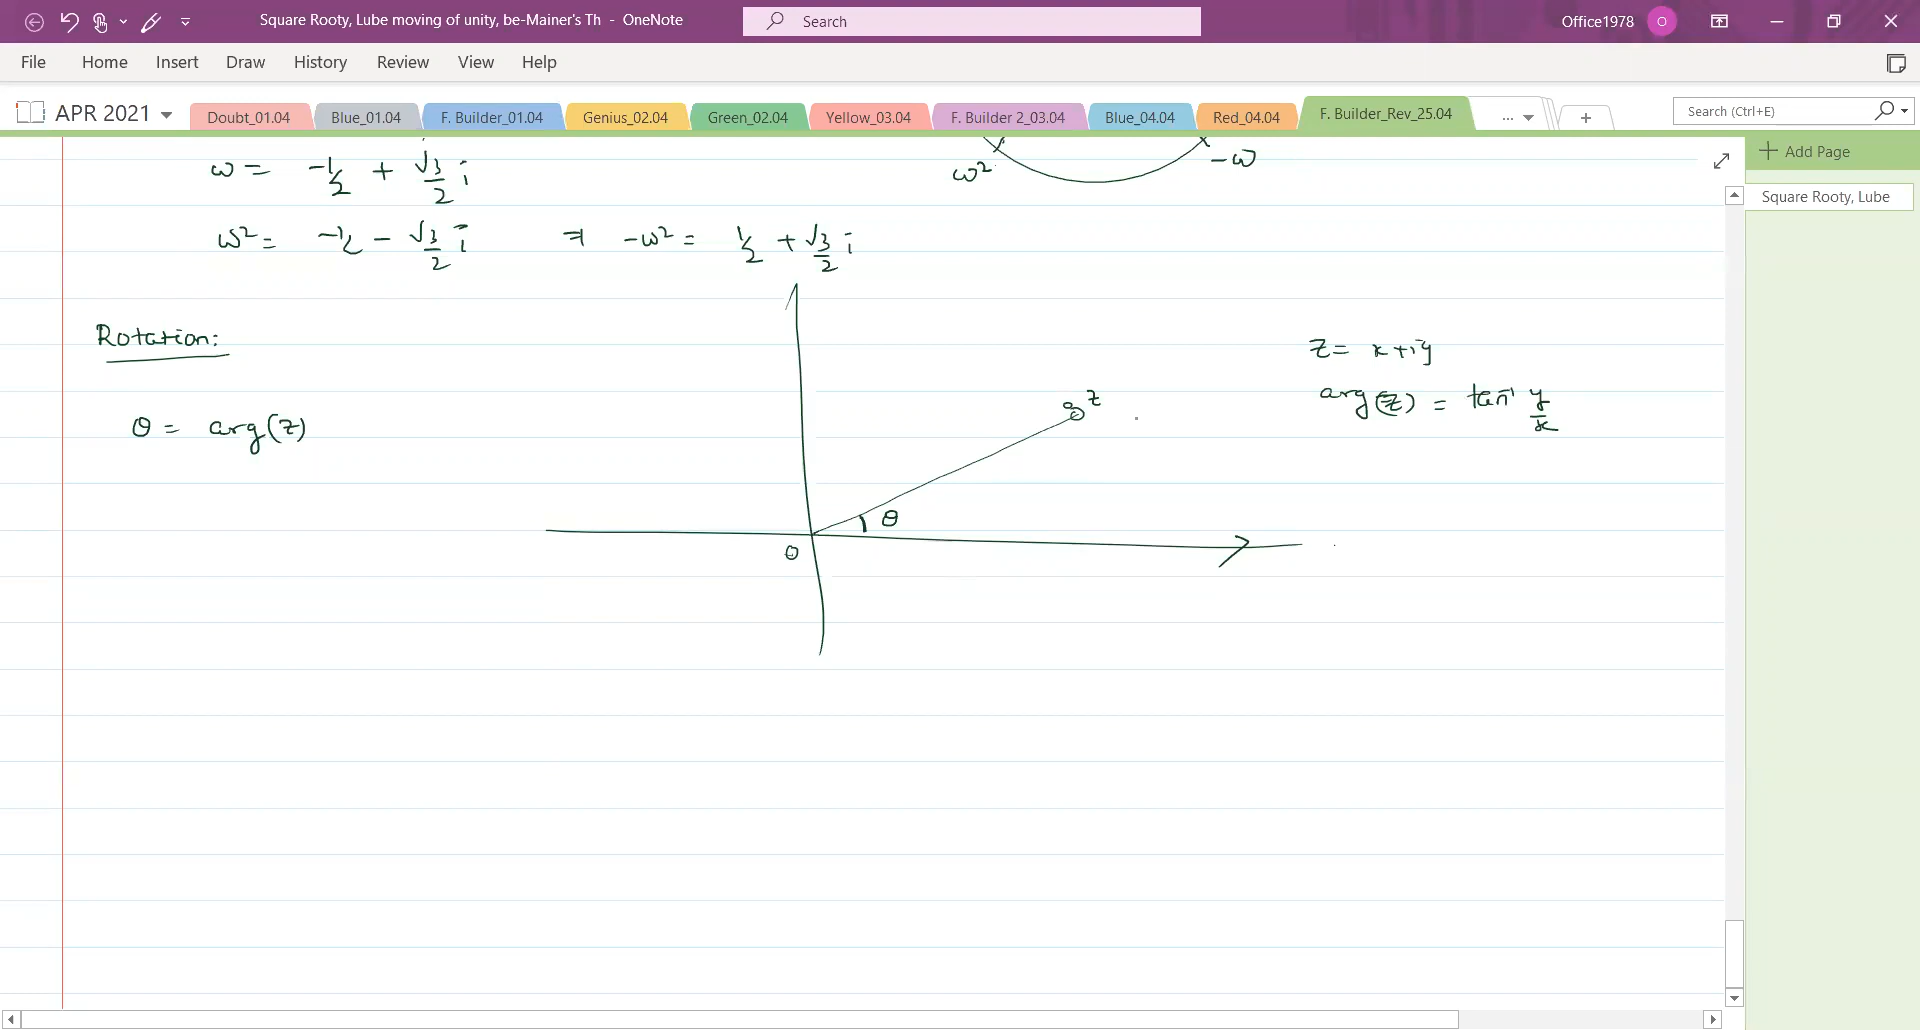 Square Rooty, Lube moving of unity, be-Mainer's Th - OneNote
Search
Office1978
O
File Home Insert Draw History Review View Help
APR 2021
Doubt_01.04 Blue_01.04 F. Builder_01.04 Genius_02.04 Green_02.04 Yellow_03.04 F. Builder 2_03.04 Blue_04.04 Red_04.04 F. Builder_Rev_25.04 ... +
Search (Ctrl+E)
Add Page
Square Rooty, Lube
ω = -1/2 + √3/2 i
ω² -ω
ω² = -1/2 - √3/2 i ⇒ -ω² = 1/2 + √3/2 i
Rotation:
z = x+iy
θ = arg(z)
z
arg(z) = tan⁻¹ y/x
θ
0